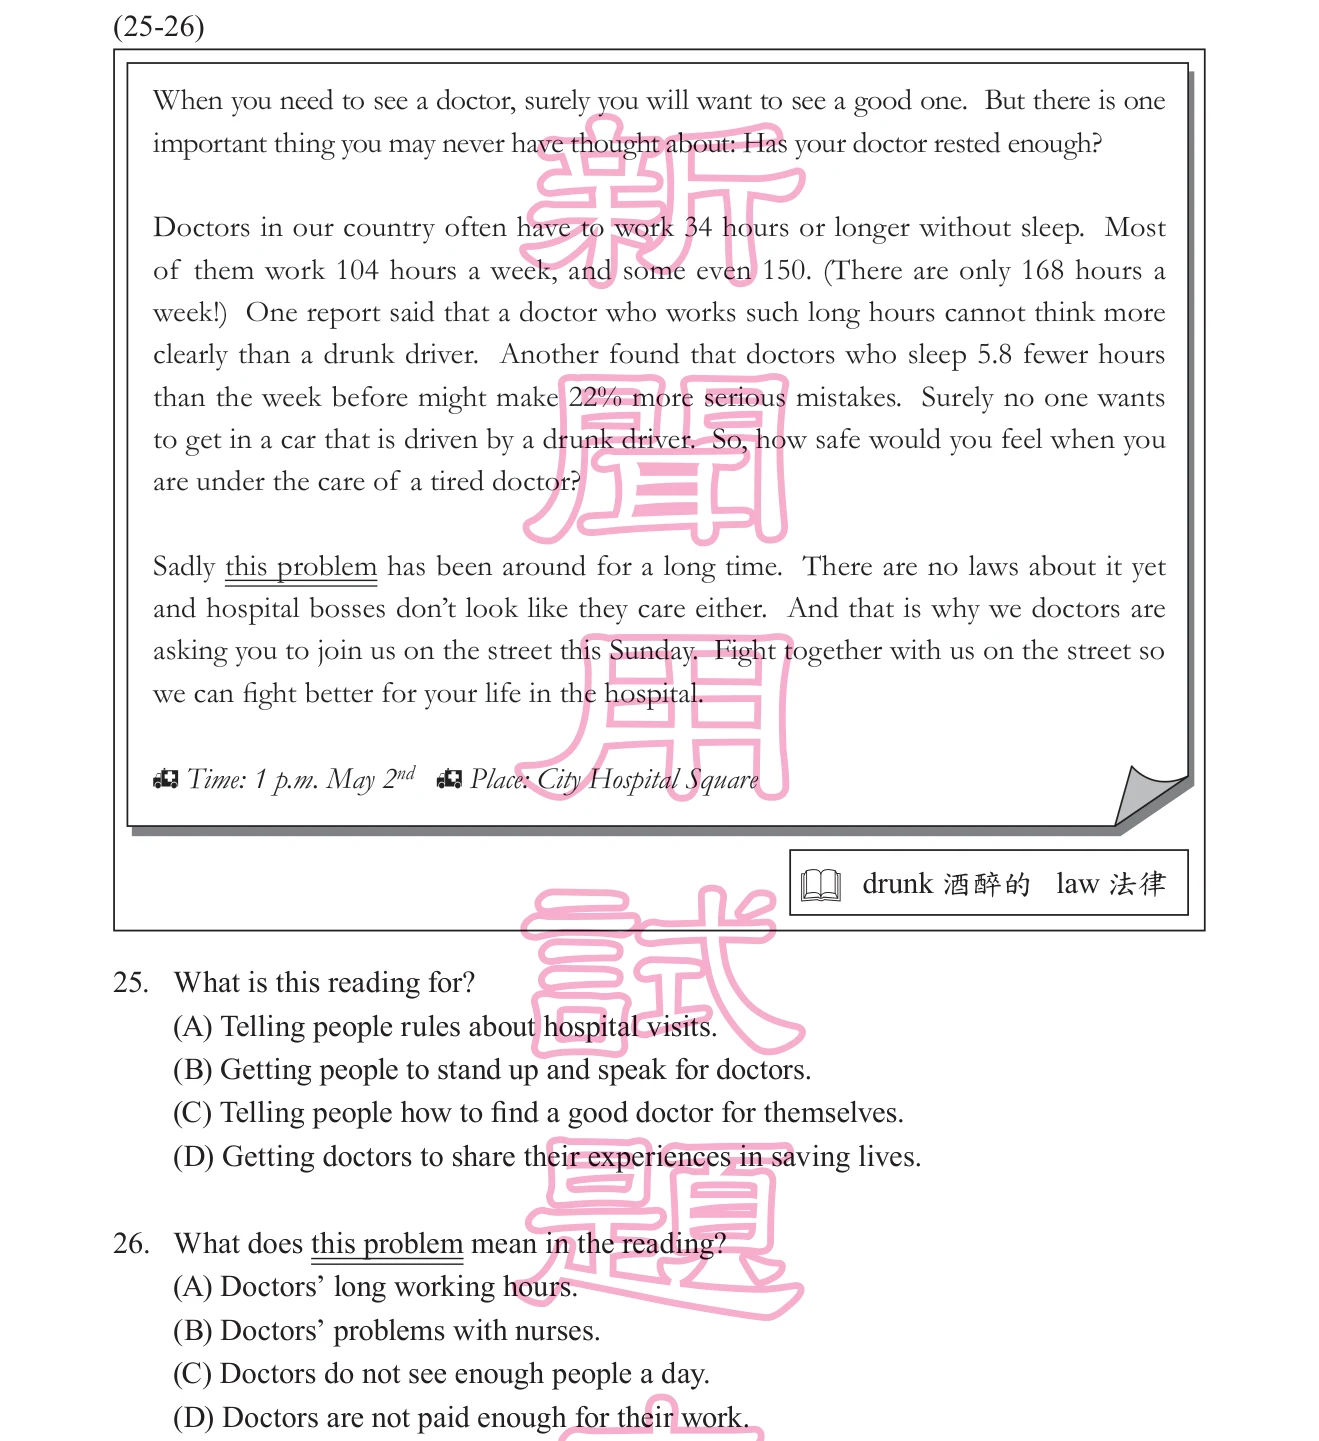 (25-26)
When you need to see a doctor, surely you will want to see a good one. But there is one
important thing you may never have thought about: Has your doctor rested enough?
Doctors in our country often have to work 34 hours or longer without sleep. Most
of them work 104 hours a week, and some even 150. (There are only 168 hours a
week!) One report said that a doctor who works such long hours cannot think more
clearly than a drunk driver. Another found that doctors who sleep 5.8 fewer hours
than the week before might make 22% more serious mistakes. Surely no one wants
to get in a car that is driven by a drunk driver. So, how safe would you feel when you
are under the care of a tired doctor?
Sadly this problem has been around for a long time. There are no laws about it yet
and hospital bosses don't look like they care either. And that is why we doctors are
asking you to join us on the street this Sunday. Fight together with us on the street so
we can fight better for your life in the hospital.
Time: 1 p.m. May 2nd Place: City Hospital Square
drunk 酒醉的 law 法律
25. What is this reading for?
(A) Telling people rules about hospital visits.
(B) Getting people to stand up and speak for doctors.
(C) Telling people how to find a good doctor for themselves.
(D) Getting doctors to share their experiences in saving lives.
26. What does this problem mean in the reading?
(A) Doctors' long working hours.
(B) Doctors' problems with nurses.
(C) Doctors do not see enough people a day.
(D) Doctors are not paid enough for their work.
新聞用試題